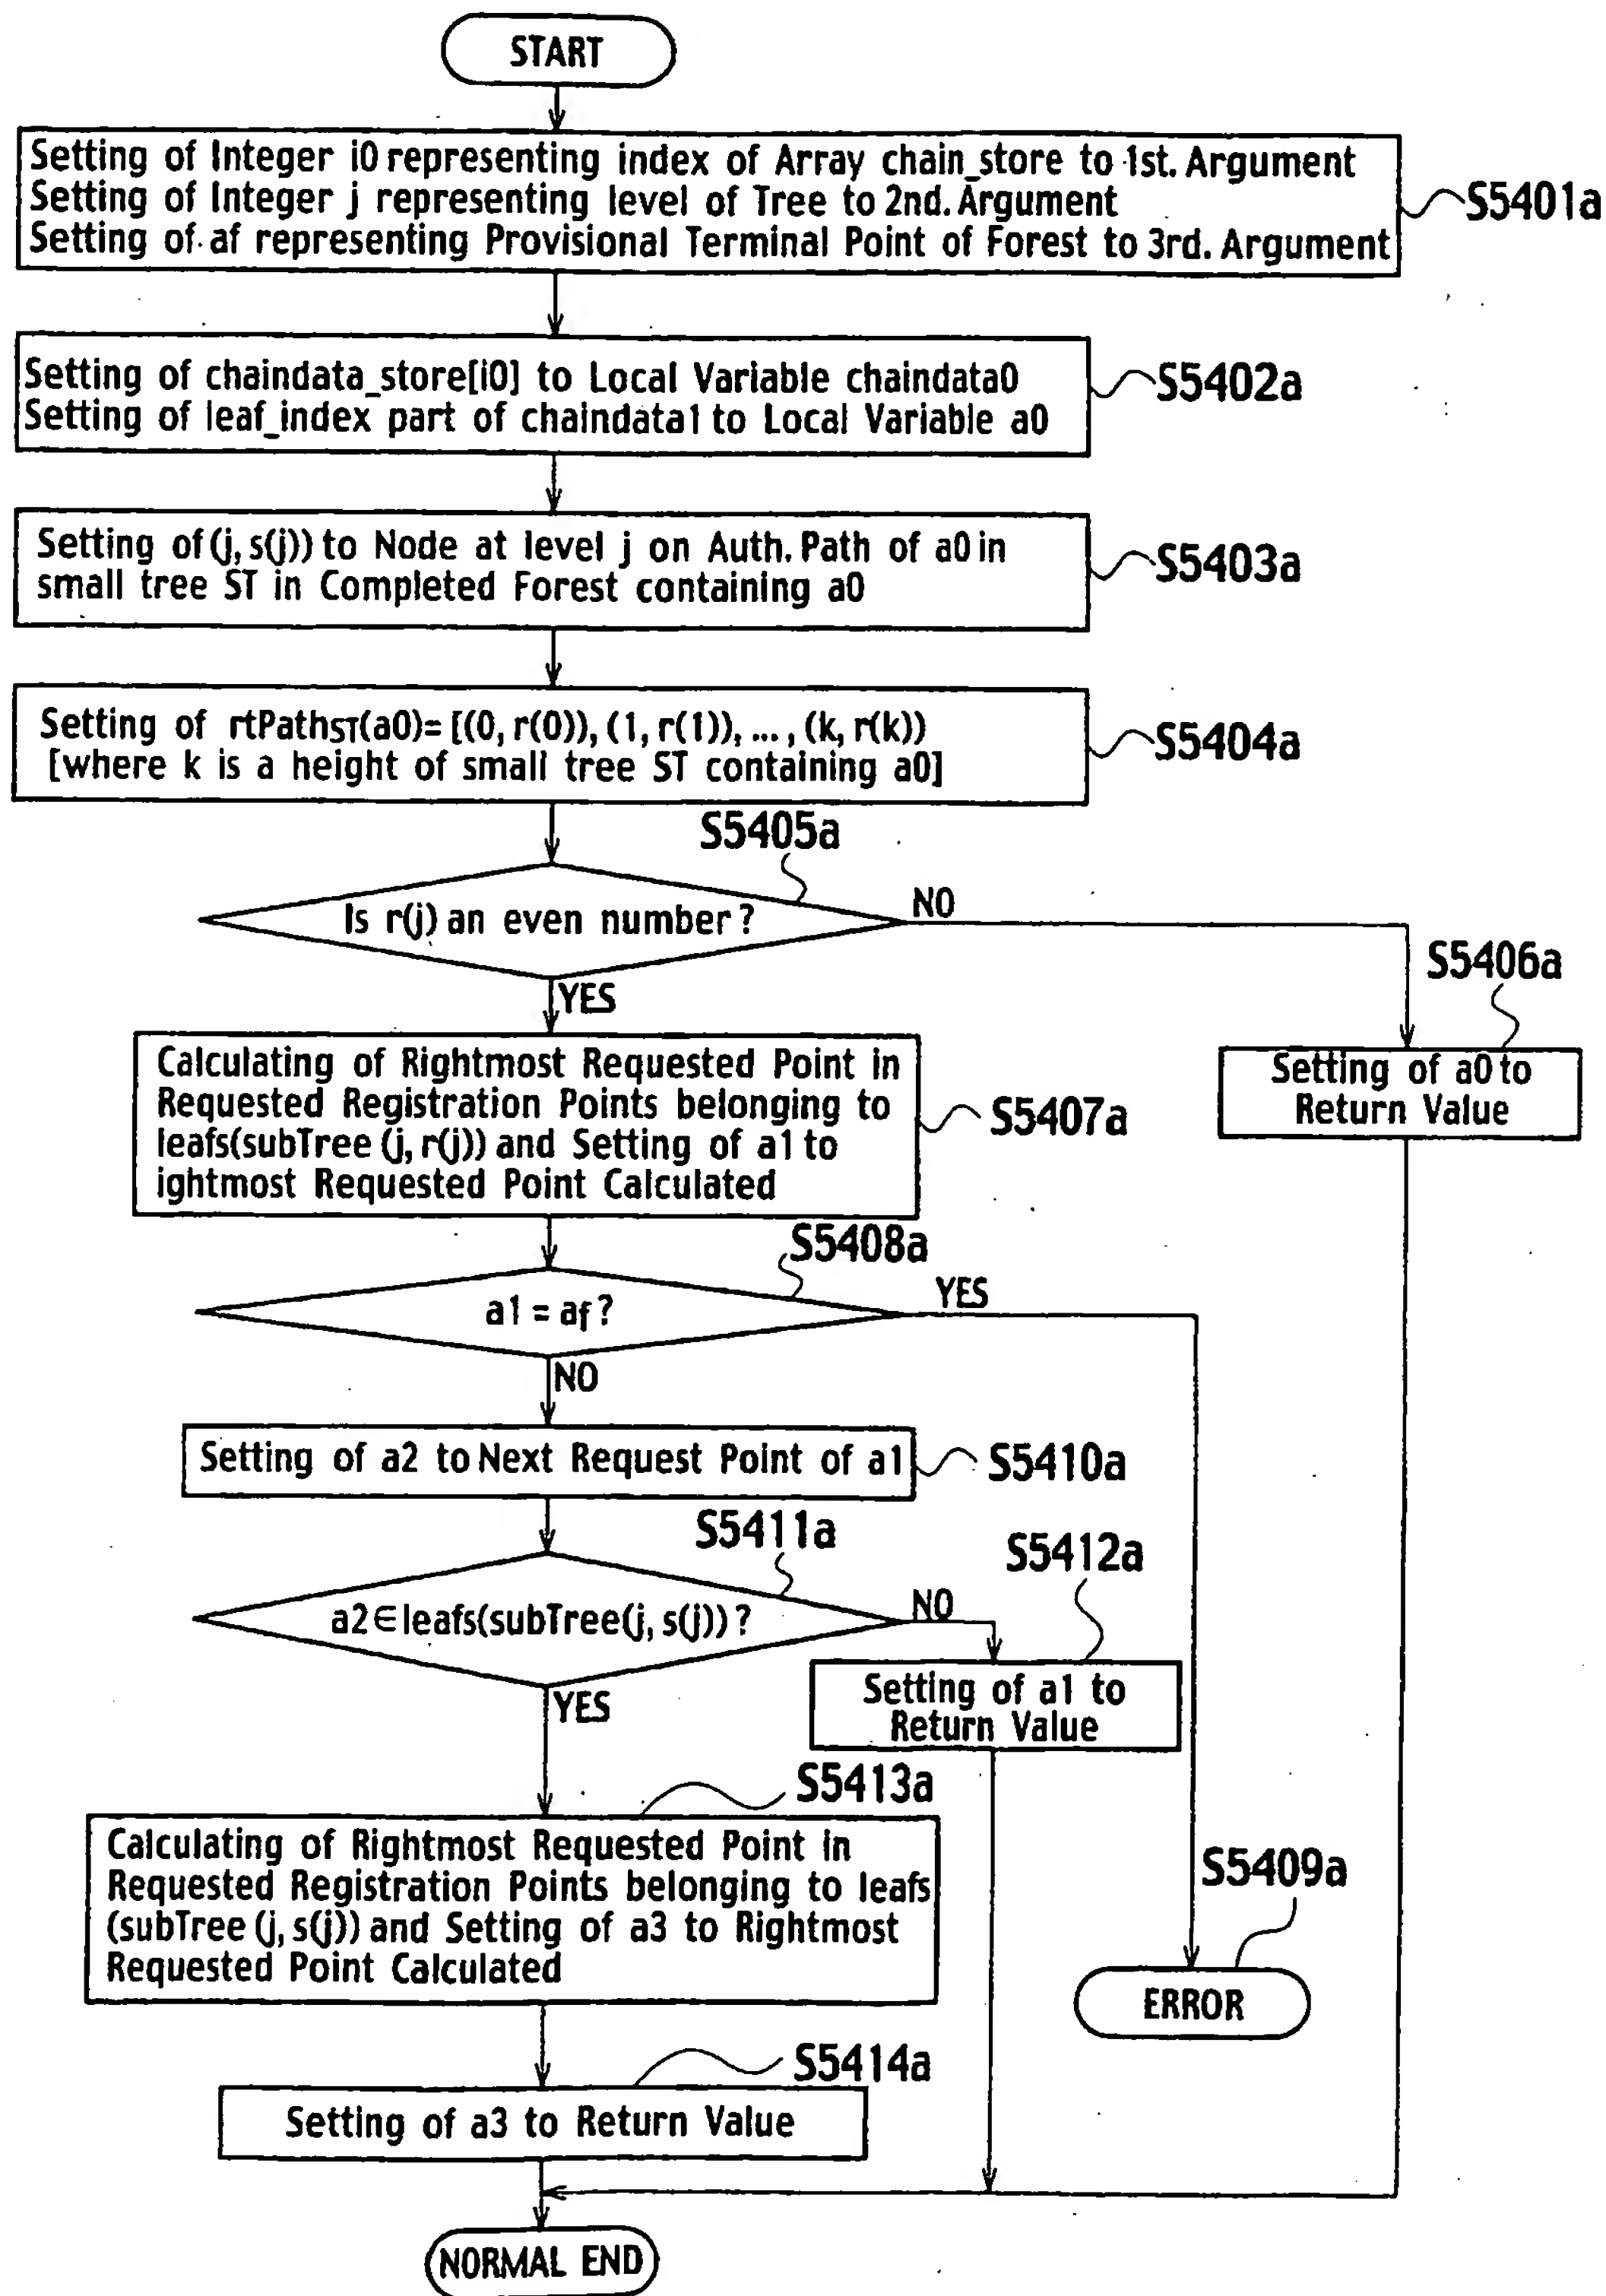 START
Setting of Integer i0 representing index of Array chain_store to 1st. Argument
Setting of Integer j representing level of Tree to 2nd. Argument
Setting of af representing Provisional Terminal Point of Forest to 3rd. Argument
S5401a
Setting of chaindata_store[i0] to Local Variable chaindata0
Setting of leaf_index part of chaindata1 to Local Variable a0
S5402a
Setting of (j, s(j)) to Node at level j on Auth. Path of a0 in
small tree ST in Completed Forest containing a0
S5403a
Setting of rtPathST(a0)= [(0, r(0)), (1, r(1)), ... , (k, r(k))
[where k is a height of small tree ST containing a0]
S5404a
S5405a
Is r(j) an even number ?
NO
YES
S5406a
Setting of a0 to
Return Value
Calculating of Rightmost Requested Point in
Requested Registration Points belonging to
leafs(subTree (j, r(j)) and Setting of a1 to
ightmost Requested Point Calculated
S5407a
S5408a
a1 = af ?
YES
NO
Setting of a2 to Next Request Point of a1
S5410a
S5411a
a2∈leafs(subTree(j, s(j)) ?
NO
YES
S5412a
Setting of a1 to
Return Value
S5413a
Calculating of Rightmost Requested Point in
Requested Registration Points belonging to leafs
(subTree (j, s(j)) and Setting of a3 to Rightmost
Requested Point Calculated
S5409a
ERROR
S5414a
Setting of a3 to Return Value
NORMAL END